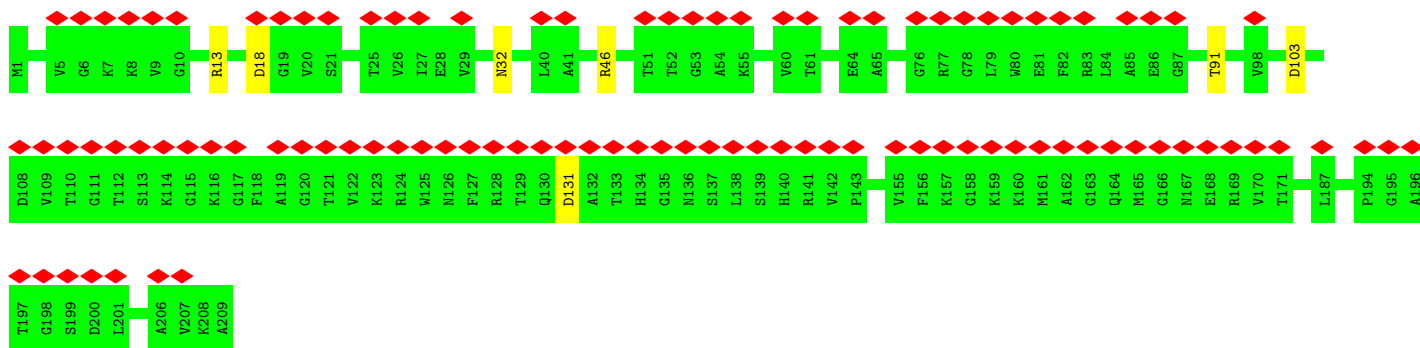 M1 V5 G6 K7 K8 V9 G10 R13 D18 G19 V20 S21 T25 V26 I27 E28 V29 N32 L40 A41 R46 T51 T52 G53 A54 K55 V60 T61 E64 A65 G76 R77 G78 L79 W80 E81 F82 R83 L84 A85 E86 G87 T91 V98 D103
D108 V109 T110 G111 T112 S113 K114 G115 K116 G117 F118 A119 G120 T121 V122 K123 R124 W125 N126 F127 R128 T129 Q130 D131 A132 T133 H134 G135 N136 S137 L138 S139 H140 R141 V142 P143 V155 F156 K157 G158 K159 K160 M161 A162 G163 Q164 M165 G166 N167 E168 R169 V170 T171 L187 P194 G195 A196
T197 G198 S199 D200 L201 A206 V207 K208 A209